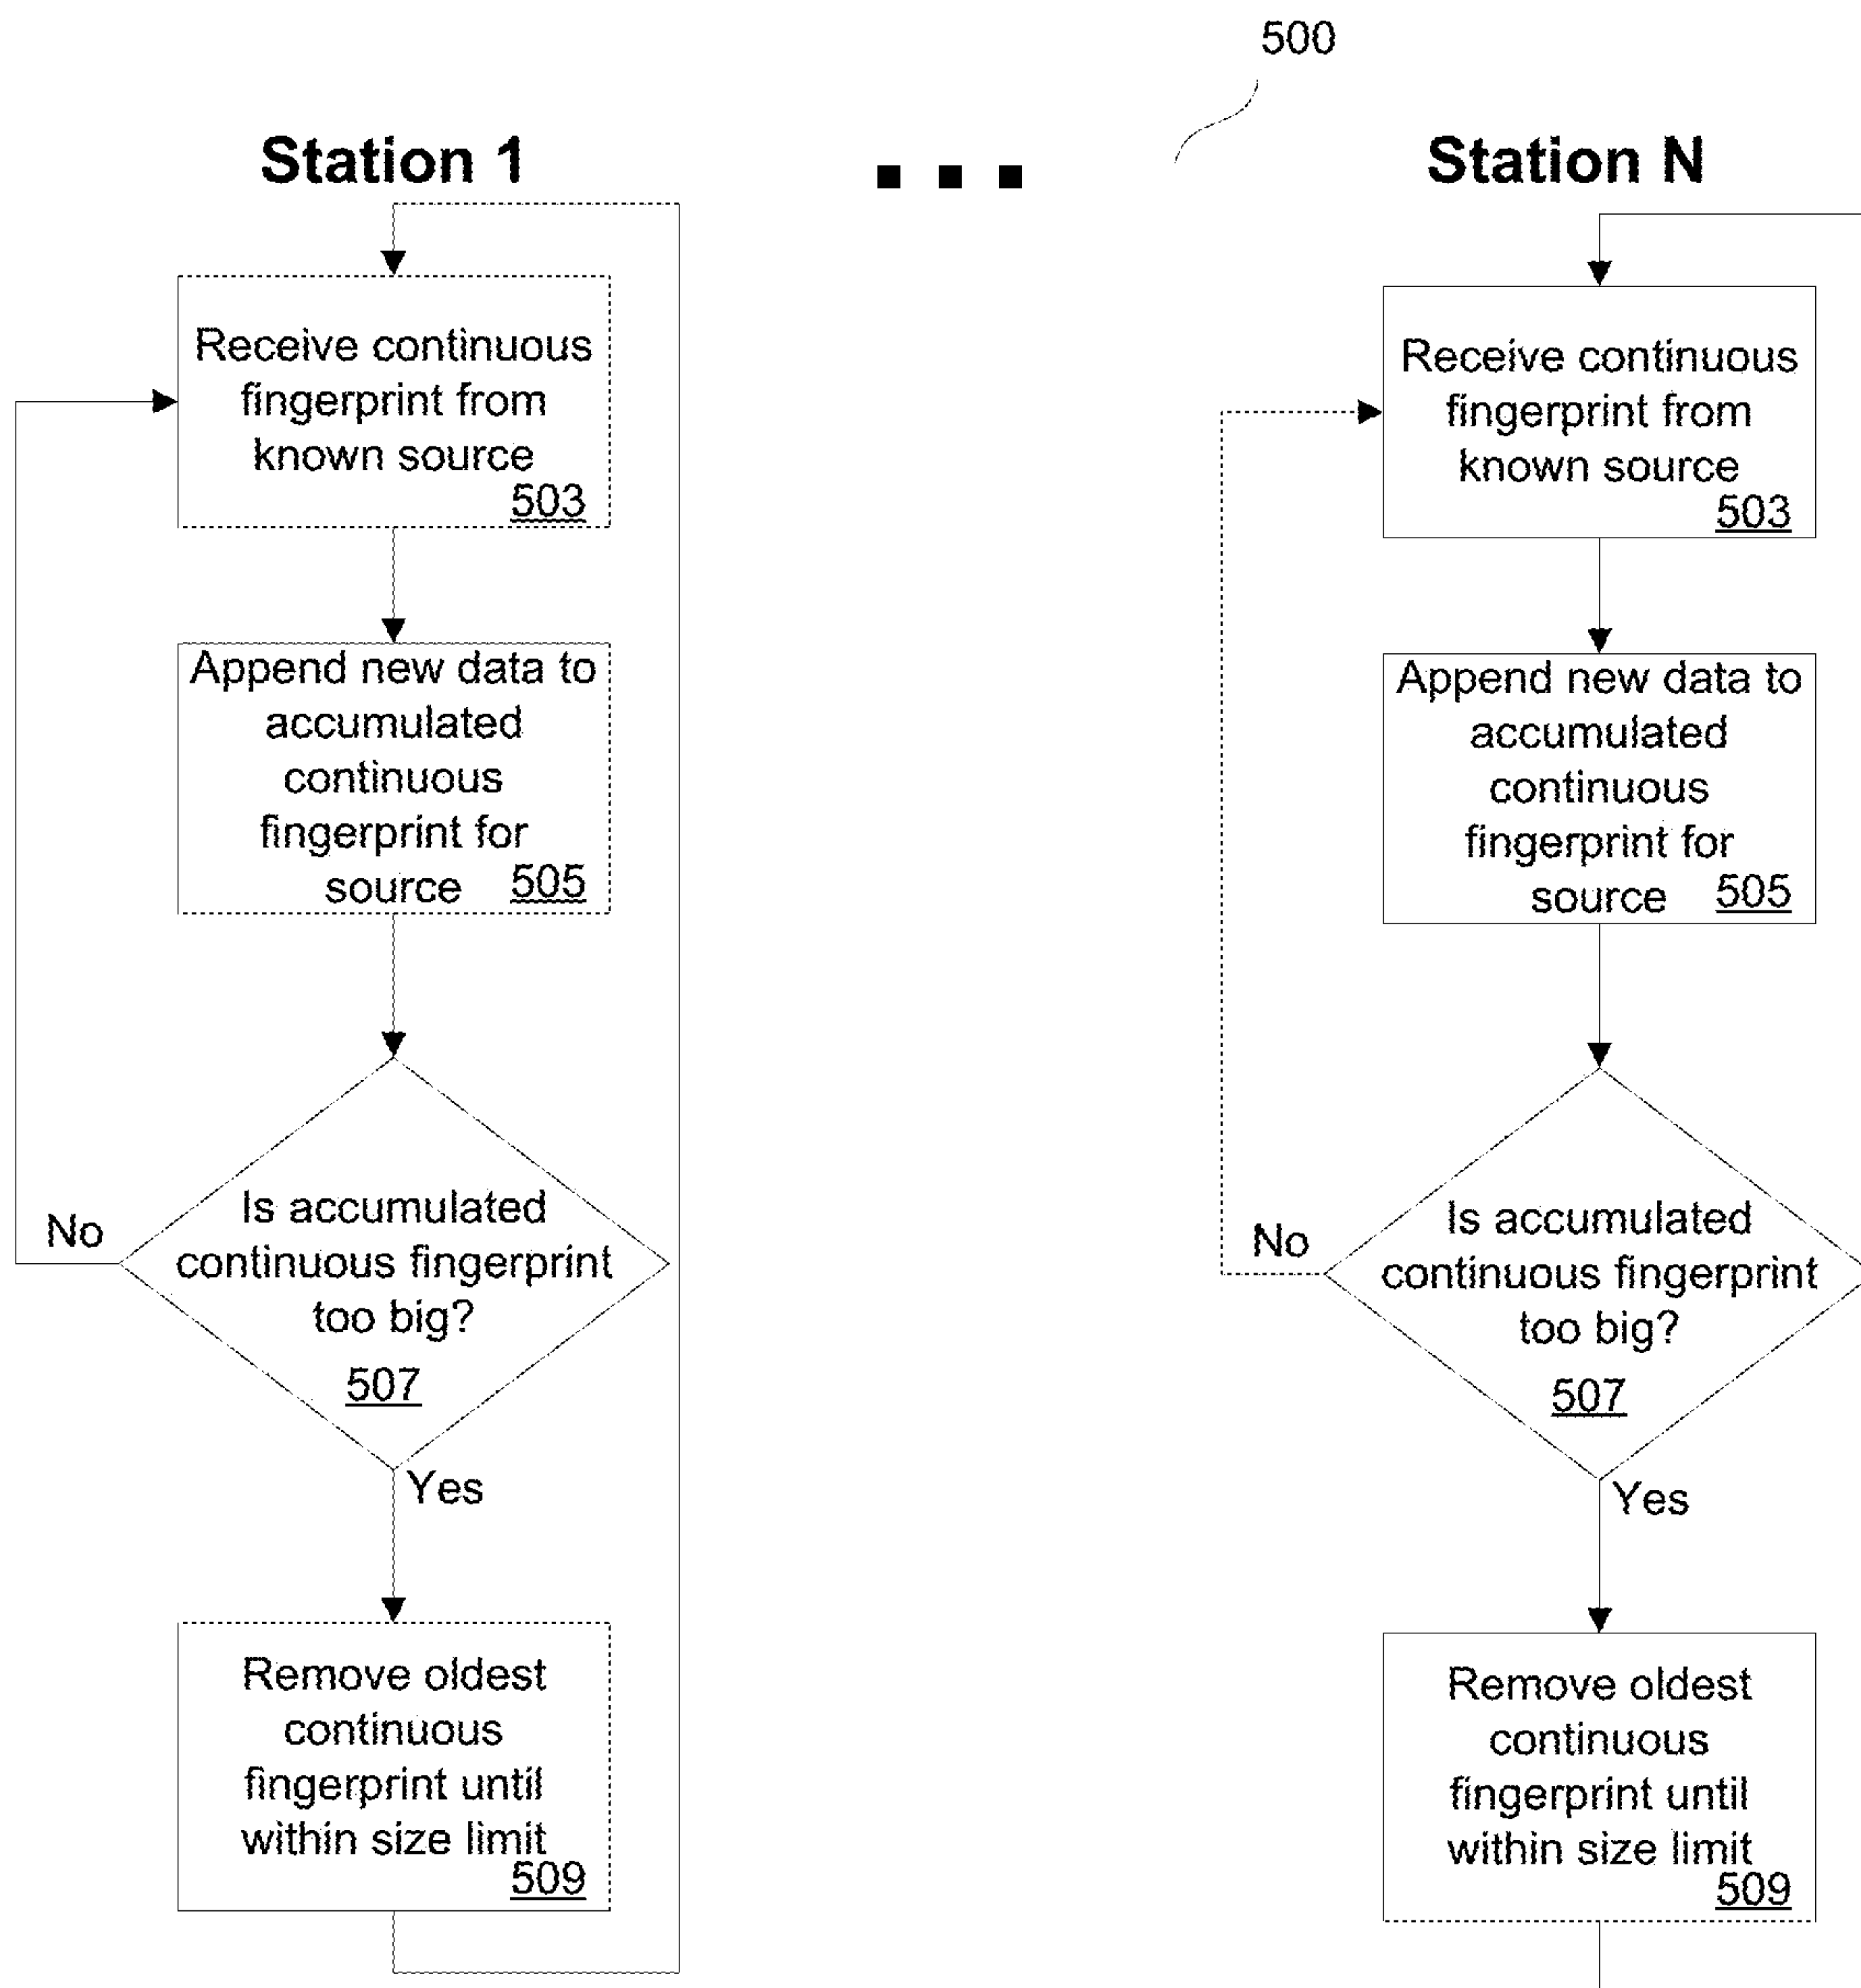 500
Station 1
Station N
Receive continuous
fingerprint from
known source
503
Append new data to
accumulated
continuous
fingerprint for
source 505
No
Is accumulated
continuous fingerprint
too big?
507
Yes
Remove oldest
continuous
fingerprint until
within size limit
509
Receive continuous
fingerprint from
known source
503
Append new data to
accumulated
continuous
fingerprint for
source 505
No
Is accumulated
continuous fingerprint
too big?
507
Yes
Remove oldest
continuous
fingerprint until
within size limit
509